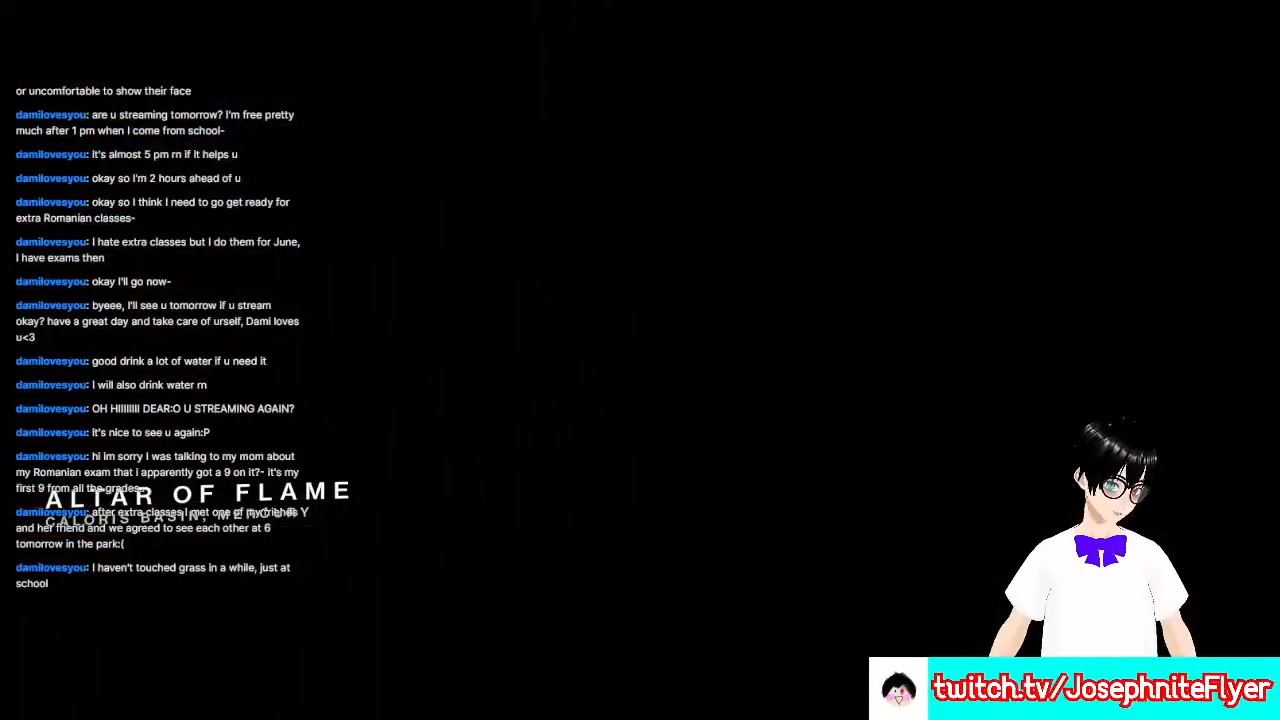 or uncomfortable to show their face
damilovesyou: are u streaming tomorrow? I'm free pretty
much after 1 pm when I come from school-
damilovesyou: it's almost 5 pm rn if it helps u
damilovesyou: okay so I'm 2 hours ahead of u
damilovesyou: okay so I think I need to go get ready for
extra Romanian classes-
damilovesyou: I hate extra classes but I do them for June,
I have exams then
damilovesyou: okay I'll go now-
damilovesyou: byeee, I'll see u tomorrow if u stream
okay? have a great day and take care of urself, Dami loves
u<3
damilovesyou: good drink a lot of water if u need it
damilovesyou: I will also drink water rn
damilovesyou: OH HIIIIIIII DEAR:O U STREAMING AGAIN?
damilovesyou: it's nice to see u again:P
damilovesyou: hi im sorry I was talking to my mom about
my Romanian exam that i apparently got a 9 on it?- it's my
first 9 from all the grades-
ALTAR OF FLAME
damilovesyou: after extra classes I met one of my friends
CALORIS BASIN, MERCURY
and her friend and we agreed to see each other at 6
tomorrow in the park:(
damilovesyou: I haven't touched grass in a while, just at
school
twitch.tv/JosephniteFlyer